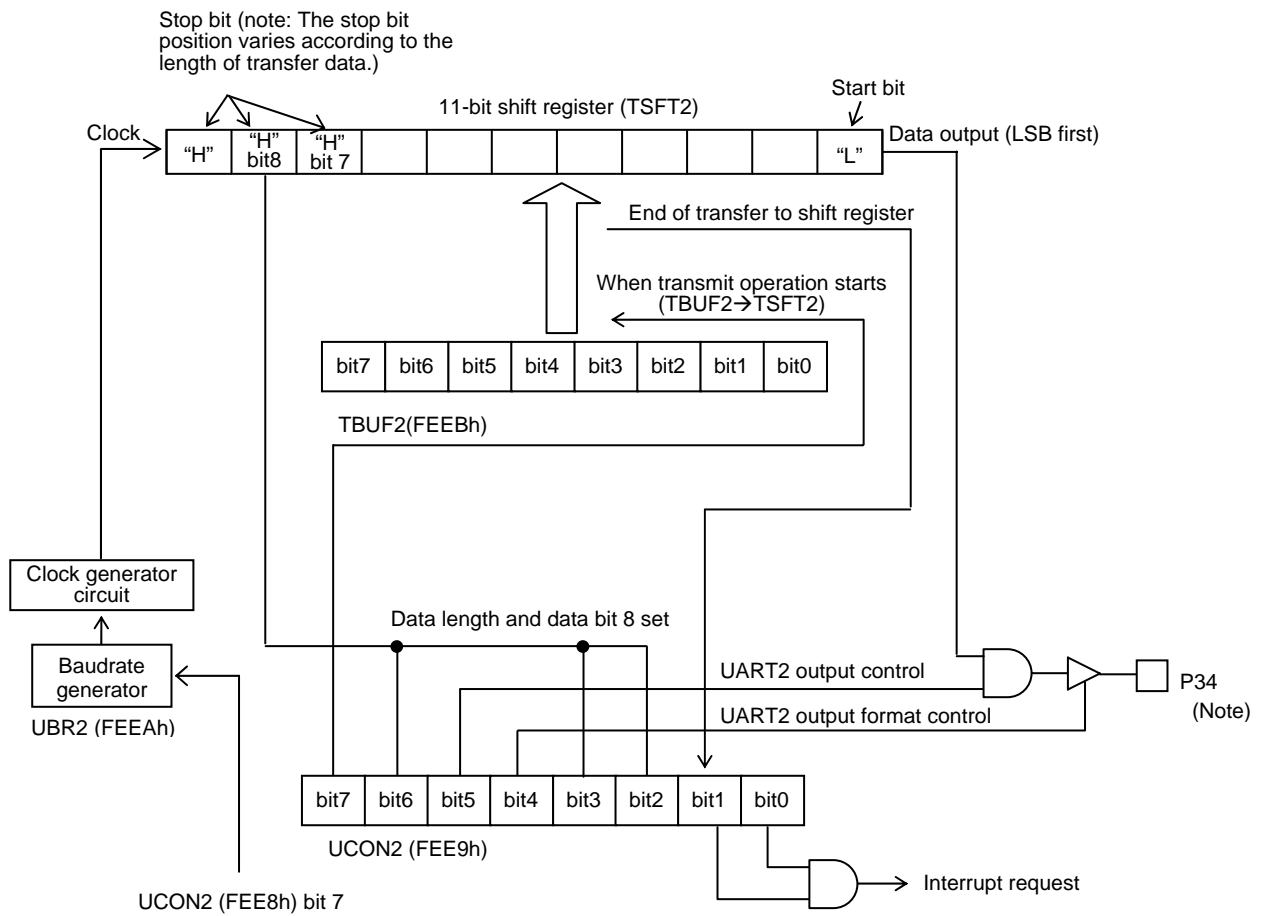 Stop bit (note: The stop bit
position varies according to the
length of transfer data.)
Start bit
11-bit shift register (TSFT2)
Clock
Data output (LSB first)
“H”
“H”
bit8
“H”
bit 7
“L”
End of transfer to shift register
When transmit operation starts
(TBUF2→TSFT2)
bit7 bit6 bit5 bit4 bit3 bit2 bit1 bit0
TBUF2(FEEBh)
Clock generator
circuit
Data length and data bit 8 set
Baudrate
generator
UBR2 (FEEAh)
UART2 output control
P34
(Note)
UART2 output format control
bit7 bit6 bit5 bit4 bit3 bit2 bit1 bit0
UCON2 (FEE9h)
Interrupt request
UCON2 (FEE8h) bit 7